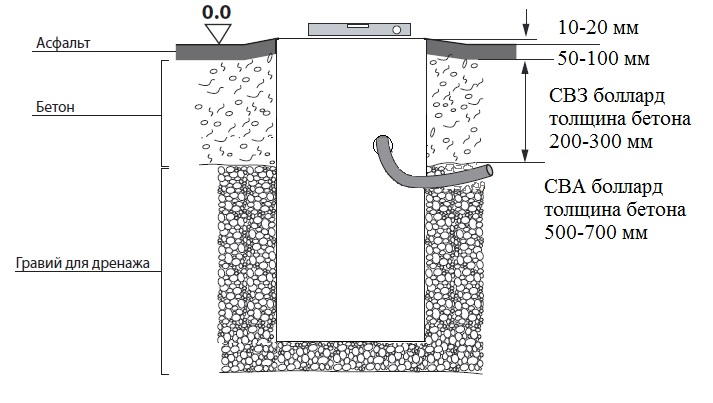 0.0
10-20 мм
Асфальт
50-100 мм
Бетон
СВЗ боллард
толщина бетона
200-300 мм
СВА боллард
толщина бетона
500-700 мм
Гравий для дренажа